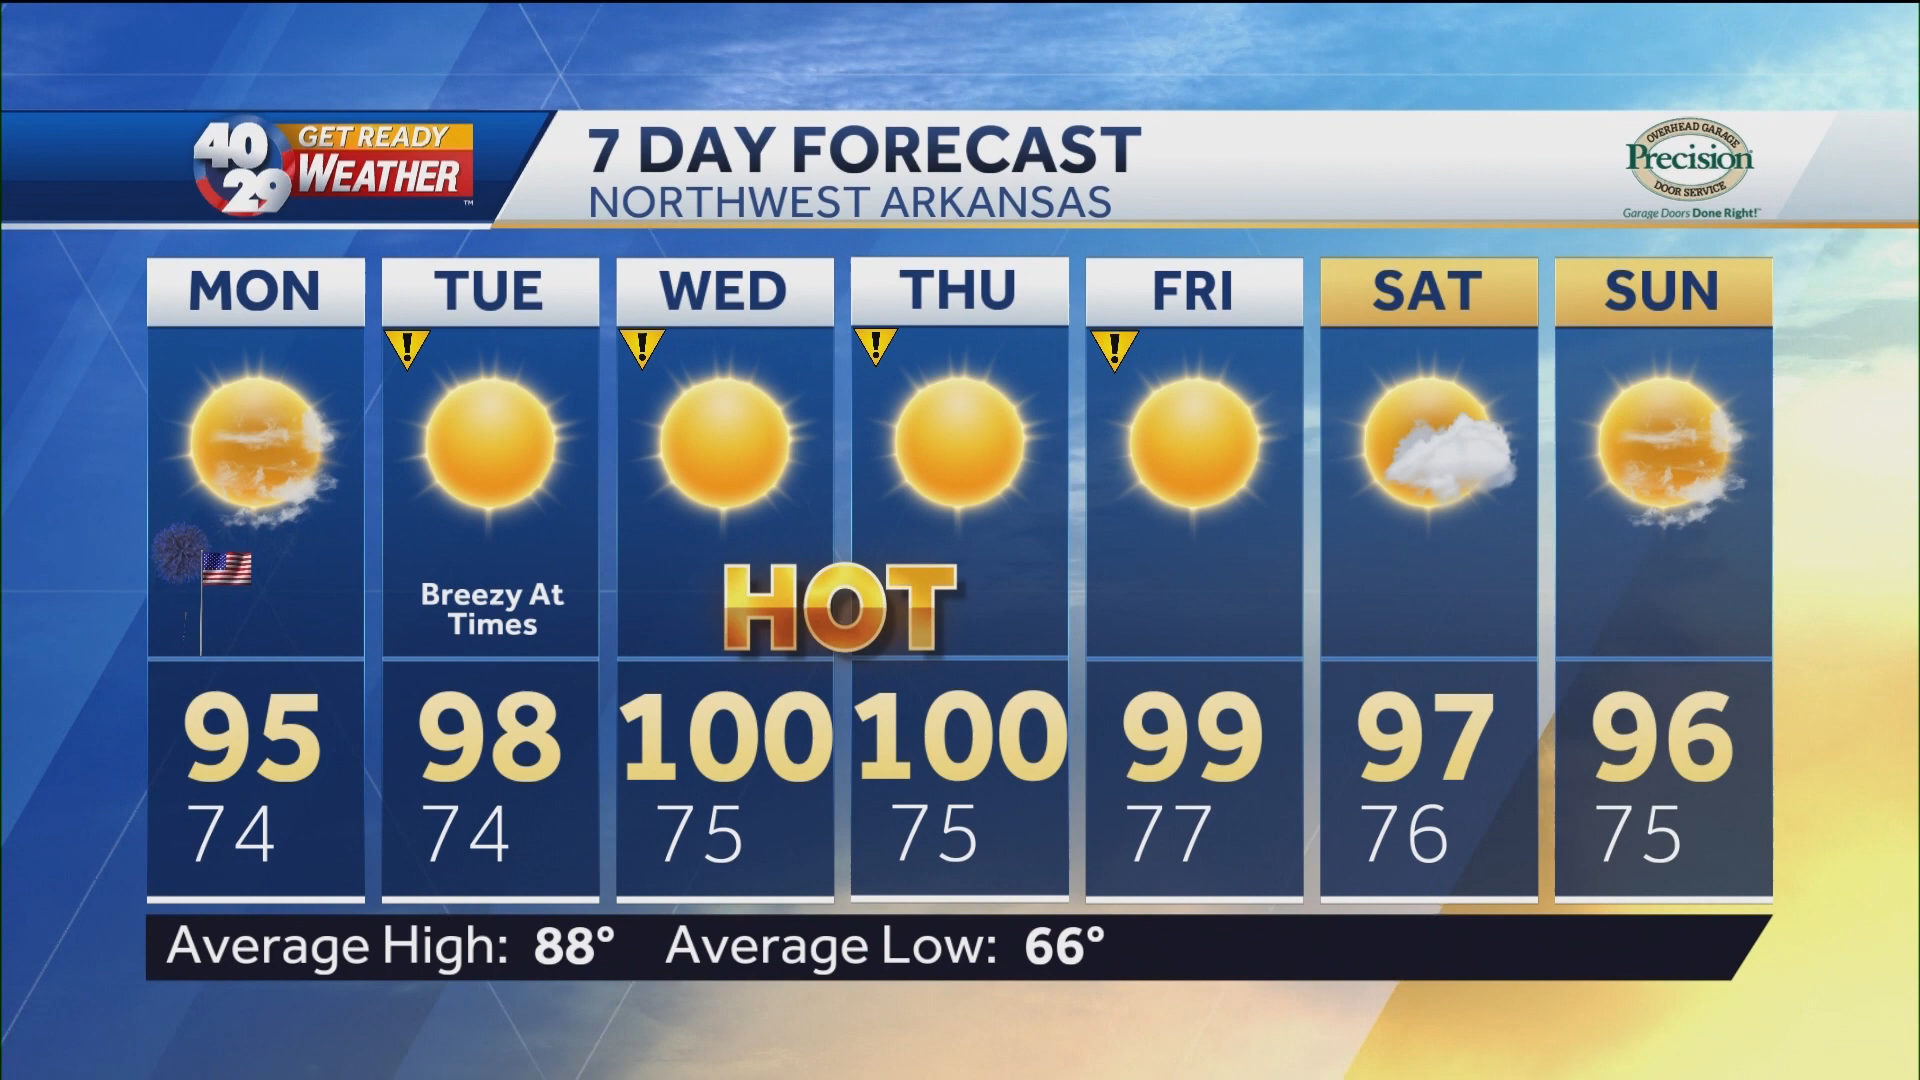 40
29
GET READY
WEATHER™
7 DAY FORECAST
NORTHWEST ARKANSAS
OVERHEAD GARAGE
Precision
DOOR SERVICE
Garage Doors Done Right!™
MON
TUE
WED
THU
FRI
SAT
SUN
!
!
!
!
Breezy At
Times
HOT
95
98
100
100
99
97
96
74
74
75
75
77
76
75
Average High: 88° Average Low: 66°